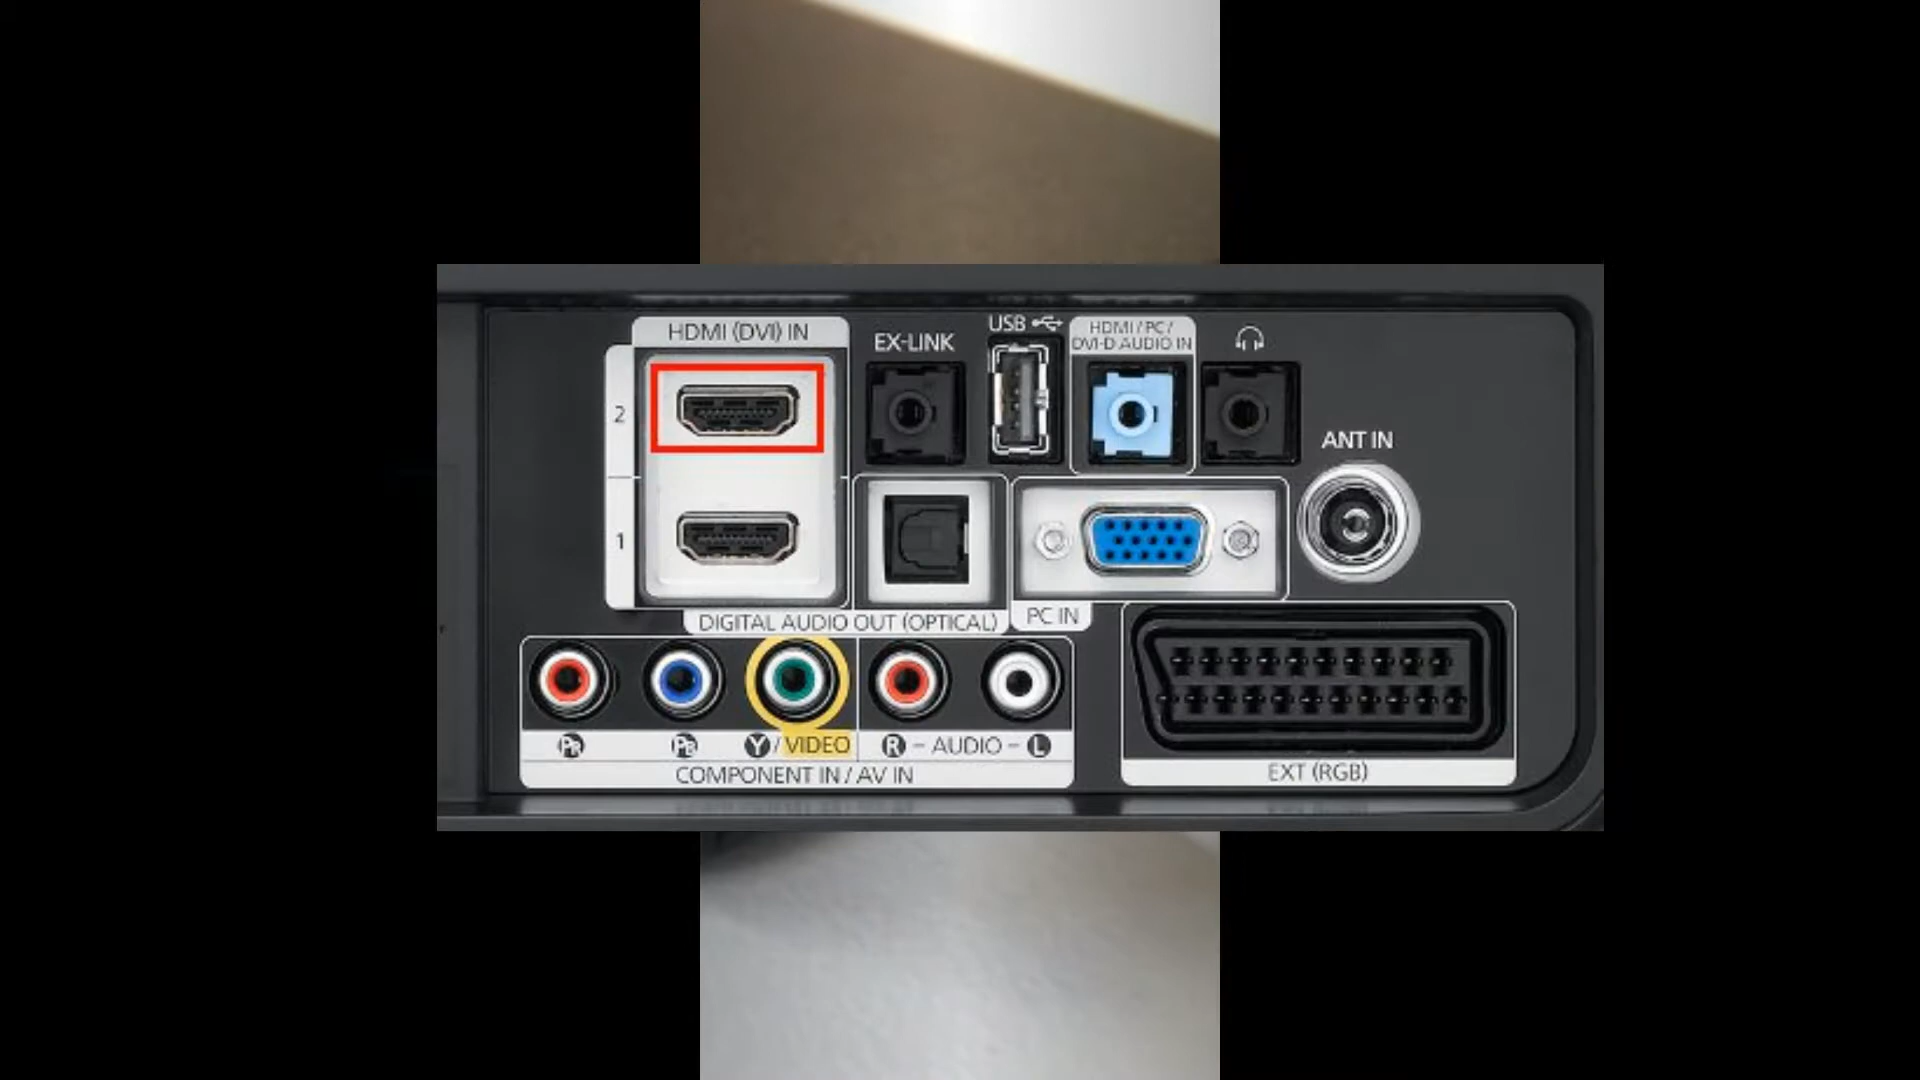 HDMI (DVI) IN
EX-LINK
USB
HDMI / PC /
DVI-D AUDIO IN
2
ANT IN
1
DIGITAL AUDIO OUT (OPTICAL)
PC IN
PR
PB
Y / VIDEO
R - AUDIO - L
COMPONENT IN / AV IN
EXT (RGB)